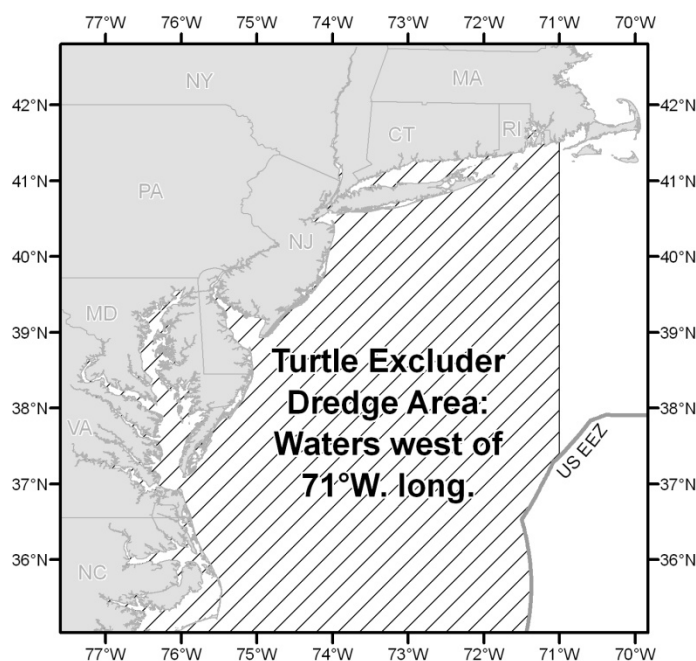 77°W 76°W 75°W 74°W 73°W 72°W 71°W 70°W
NY
MA
42°N 42°N
CT
RI
41°N 41°N
PA
NJ
40°N 40°N
MD
39°N 39°N
Turtle Excluder
Dredge Area:
Waters west of
71°W. long.
38°N 38°N
VA
US EEZ
37°N 37°N
36°N 36°N
NC
77°W 76°W 75°W 74°W 73°W 72°W 71°W 70°W